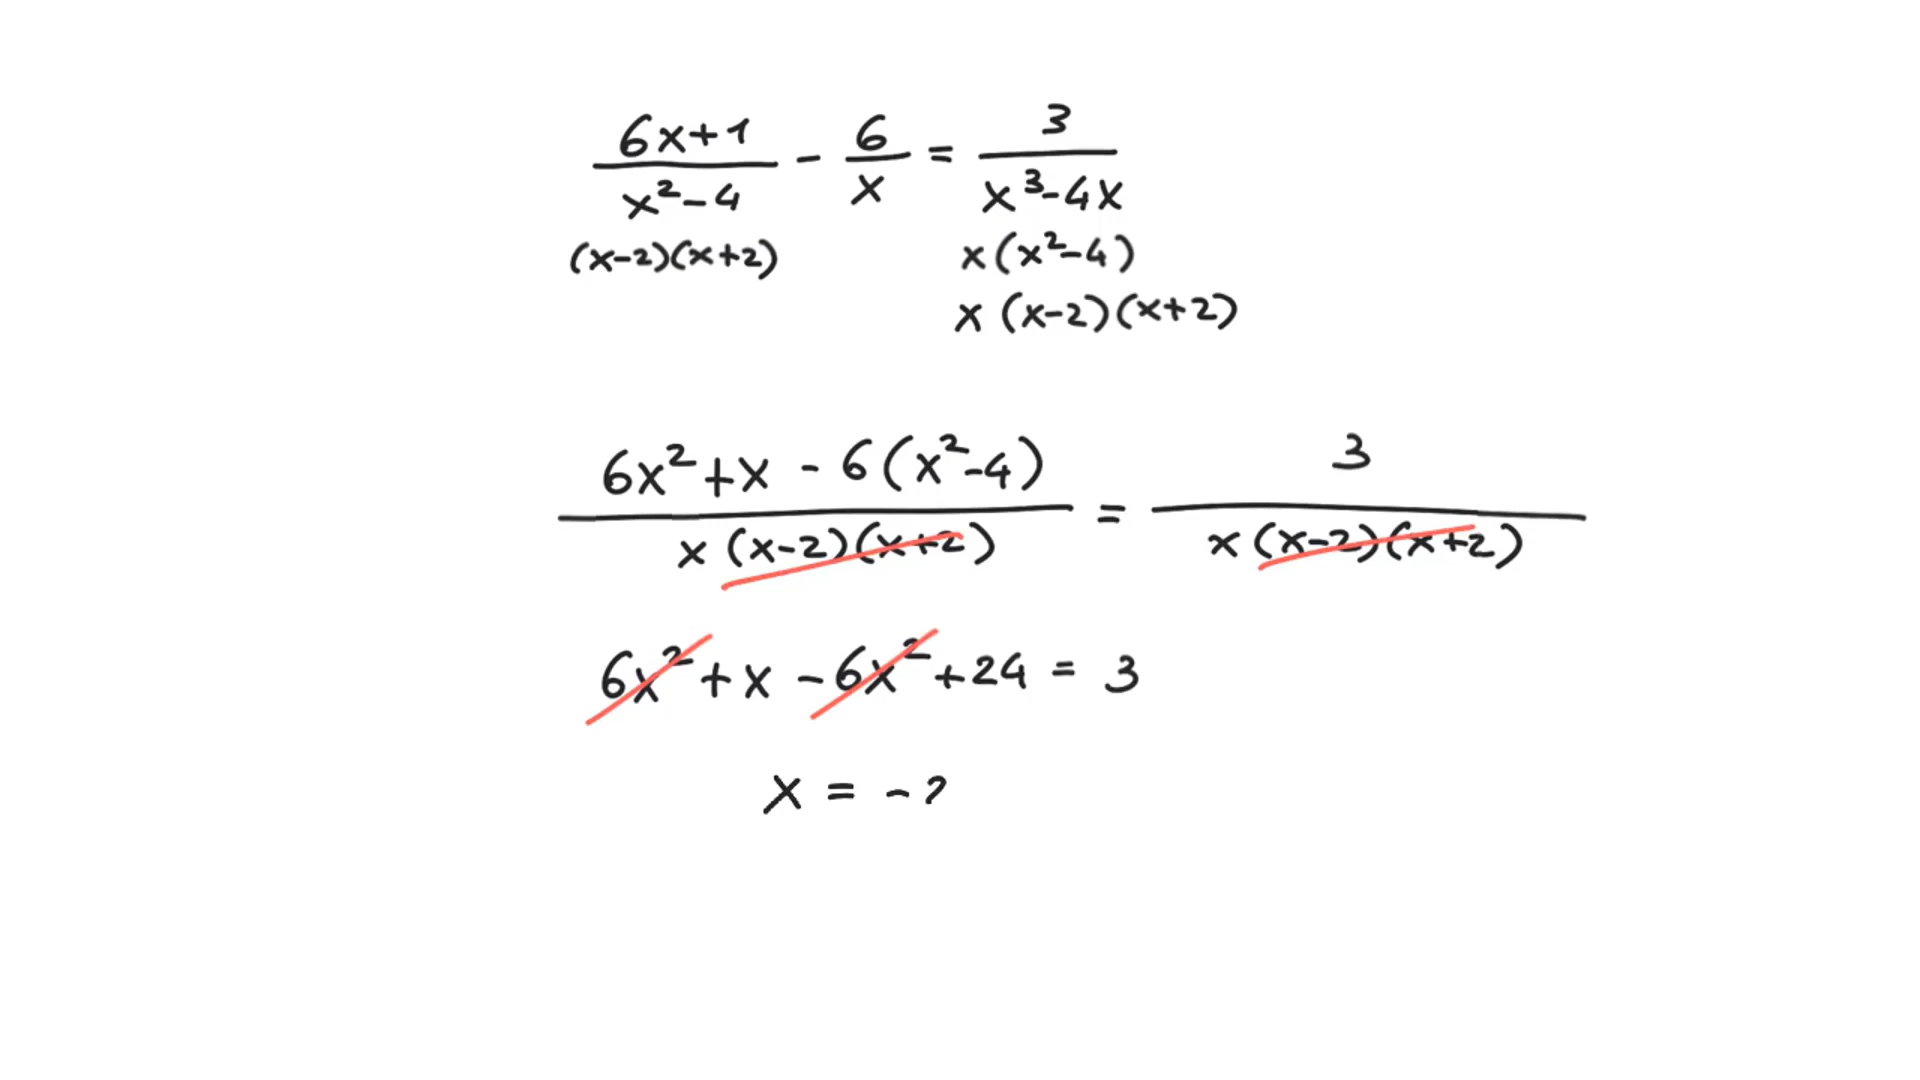 6x+1 / x²-4 - 6 / x = 3 / x³-4x
(x-2)(x+2) x(x²-4)
x(x-2)(x+2)
6x²+x - 6(x²-4) / x(x-2)(x+2) = 3 / x(x-2)(x+2)
6x²+x - 6x²+24 = 3
x = -2